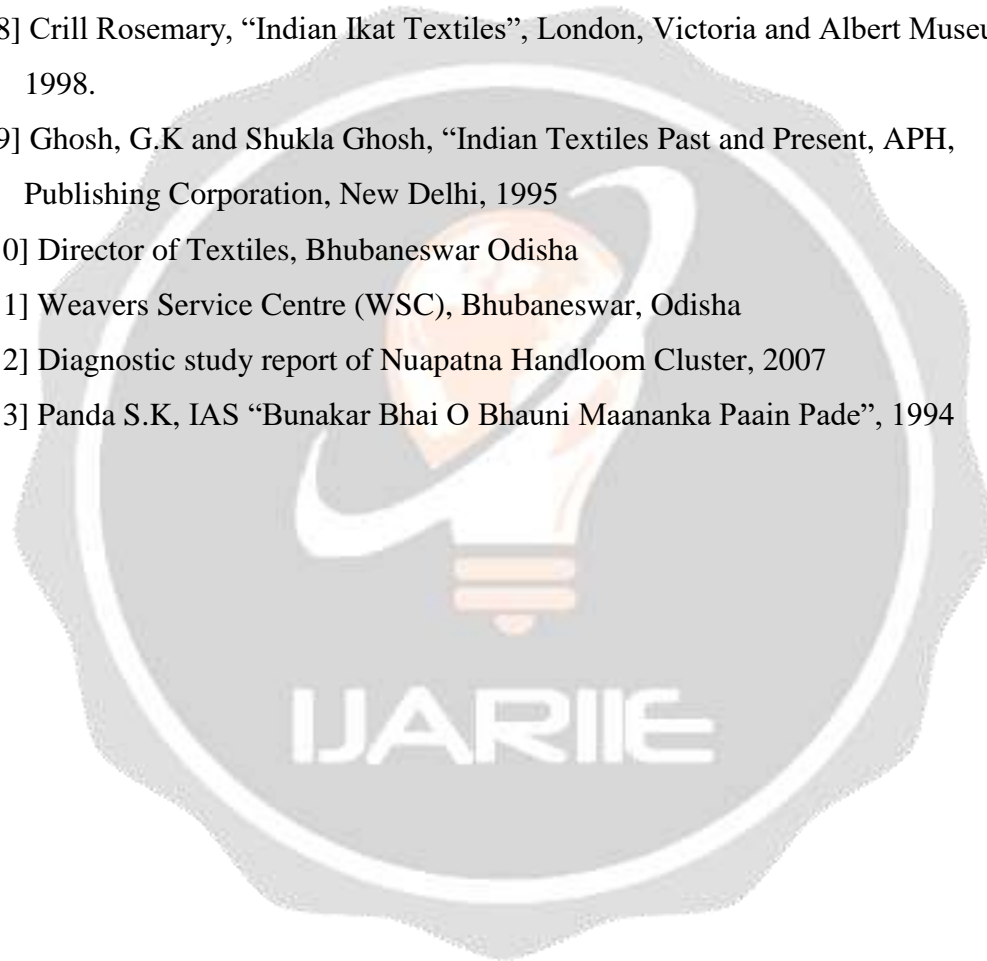 8] Crill Rosemary, “Indian Ikat Textiles”, London, Victoria and Albert Museu
1998.
9] Ghosh, G.K and Shukla Ghosh, “Indian Textiles Past and Present, APH,
Publishing Corporation, New Delhi, 1995
0] Director of Textiles, Bhubaneswar Odisha
1] Weavers Service Centre (WSC), Bhubaneswar, Odisha
2] Diagnostic study report of Nuapatna Handloom Cluster, 2007
3] Panda S.K, IAS “Bunakar Bhai O Bhauni Maananka Paain Pade”, 1994
IJARIIE